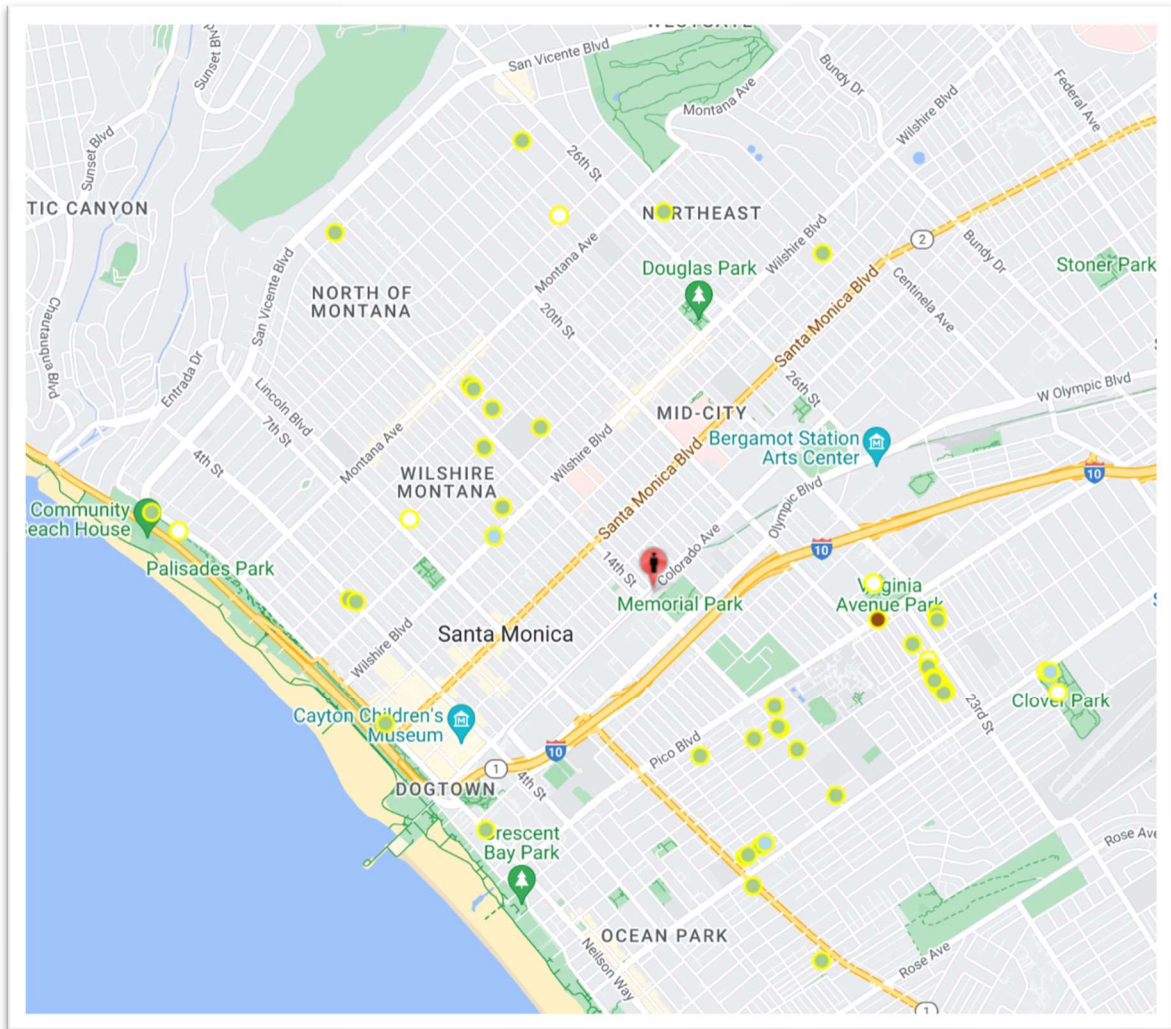 San Vicente Blvd
Sunset Blvd
Bundy Dr
Federal Ave
Montana Ave
Wilshire Blvd
Sunset Blvd
26th St
TIC CANYON
NORTHEAST
2
Wilshire Blvd
Bundy Dr
Montana Ave
Douglas Park
Stoner Park
San Vicente Blvd
NORTH OF
MONTANA
Centinela Ave
Santa Monica Blvd
Chautauqua Blvd
20th St
Entrada Dr
26th St
W Olympic Blvd
Lincoln Blvd
MID-CITY
7th St
Montana Ave
Wilshire Blvd
Bergamot Station
Arts Center
4th St
WILSHIRE
MONTANA
Santa Monica Blvd
10
Olympic Blvd
Community
Beach House
Colorado Ave
10
14th St
Palisades Park
Virginia
Avenue Park
Memorial Park
Santa Monica
Wilshire Blvd
Clover Park
23rd St
Cayton Children's
Museum
Pico Blvd
10
1
4th St
DOGTOWN
Crescent
Bay Park
Rose Ave
OCEAN PARK
Neilson Way
Rose Ave
1